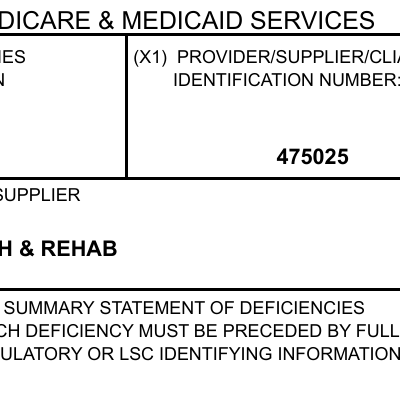 DICARE & MEDICAID SERVICES
IES
(X1) PROVIDER/SUPPLIER/CLIA
N
IDENTIFICATION NUMBER:
475025
SUPPLIER
H & REHAB
SUMMARY STATEMENT OF DEFICIENCIES
CH DEFICIENCY MUST BE PRECEDED BY FULL
ULATORY OR LSC IDENTIFYING INFORMATION